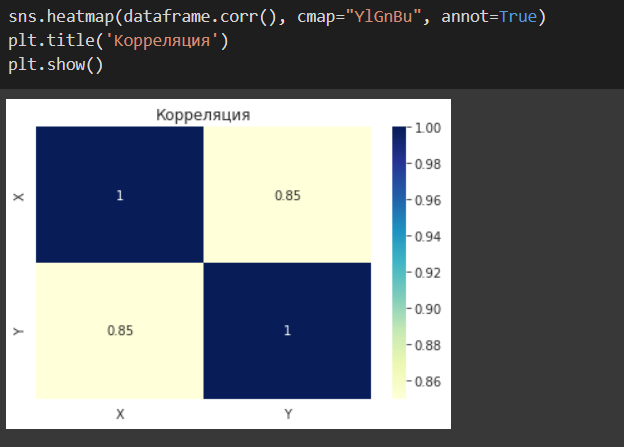 sns.heatmap(dataframe.corr(), cmap="YlGnBu", annot=True)
plt.title('Корреляция')
plt.show()
Корреляция
1.00
0.98
0.96
0.94
0.92
0.90
0.88
0.86
X
1
0.85
Y
0.85
1
X
Y